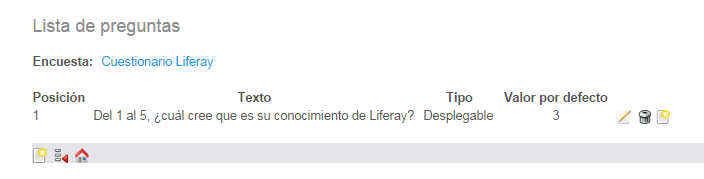 Lista de preguntas
Encuesta: Cuestionario Liferay
Posición Texto Tipo Valor por defecto
1 Del 1 al 5, ¿cuál cree que es su conocimiento de Liferay? Desplegable 3